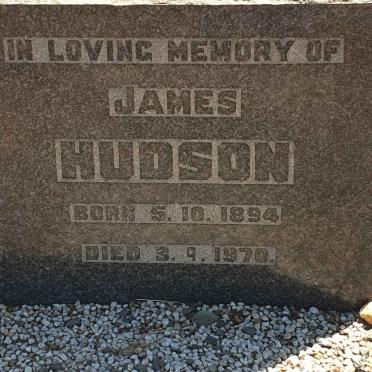 IN LOVING MEMORY OF
JAMES
HUDSON
BORN 5. 10. 1894
DIED 3. 9. 1970.